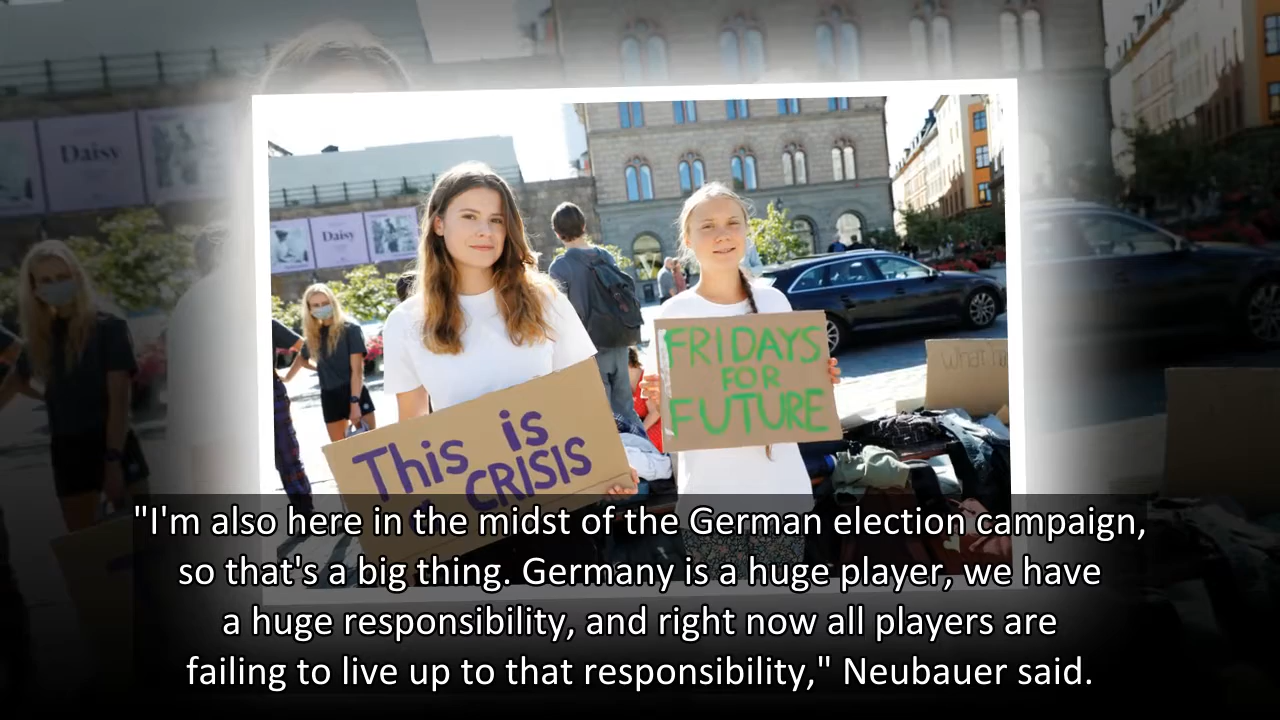 Daisy
Daisy
This is
CRISIS
FRIDAYS
FOR
FUTURE
"I'm also here in the midst of the German election campaign,
so that's a big thing. Germany is a huge player, we have
a huge responsibility, and right now all players are
failing to live up to that responsibility," Neubauer said.